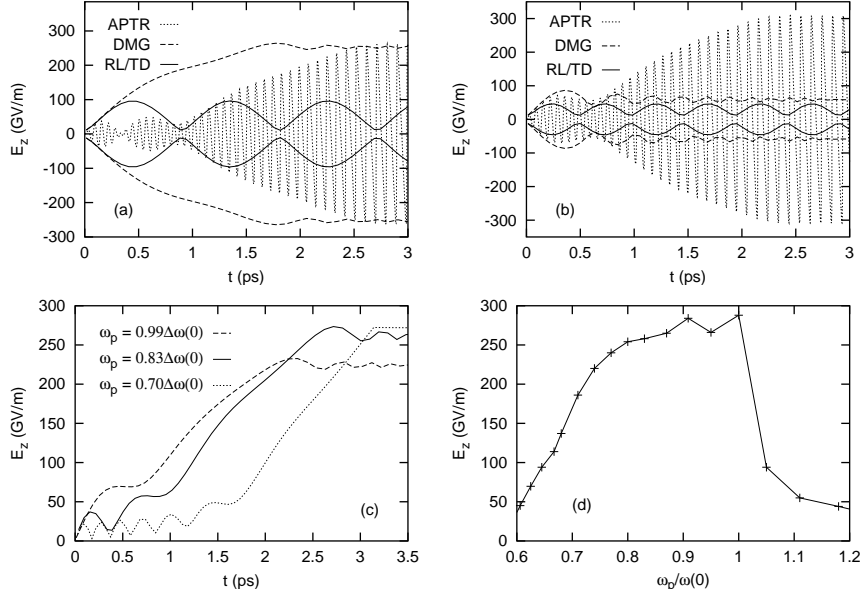 APTR
DMG
RL/TD
E_z (GV/m)
300
200
100
0
-100
-200
-300
(a)
0 0.5 1 1.5 2 2.5 3
t (ps)
APTR
DMG
RL/TD
E_z (GV/m)
300
200
100
0
-100
-200
-300
(b)
0 0.5 1 1.5 2 2.5 3
t (ps)
ω_p = 0.99Δω(0)
ω_p = 0.83Δω(0)
ω_p = 0.70Δω(0)
E_z (GV/m)
300
250
200
150
100
50
0
(c)
0 0.5 1 1.5 2 2.5 3 3.5
t (ps)
E_z (GV/m)
300
250
200
150
100
50
0
(d)
0.6 0.7 0.8 0.9 1 1.1 1.2
ω_p/ω(0)